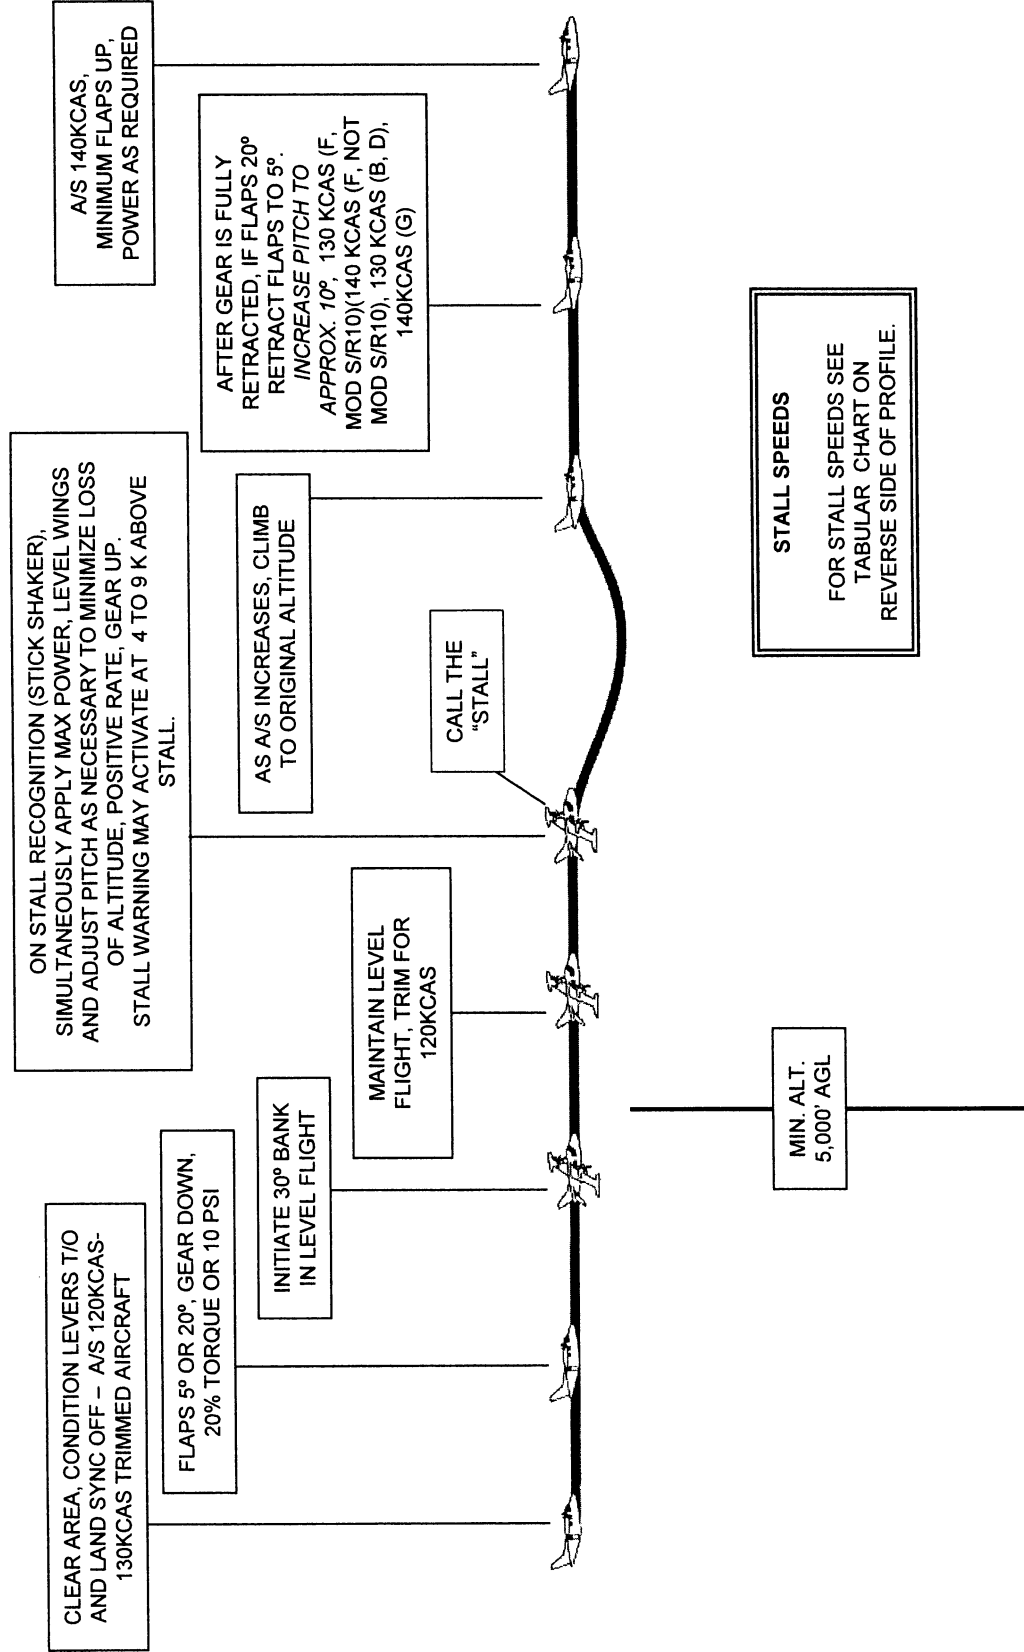 CLEAR AREA, CONDITION LEVERS T/O
AND LAND SYNC OFF – A/S 120KCAS-
130KCAS TRIMMED AIRCRAFT
FLAPS 5º OR 20º, GEAR DOWN,
20% TORQUE OR 10 PSI
INITIATE 30º BANK
IN LEVEL FLIGHT
MAINTAIN LEVEL
FLIGHT, TRIM FOR
120KCAS
ON STALL RECOGNITION (STICK SHAKER),
SIMULTANEOUSLY APPLY MAX POWER, LEVEL WINGS
AND ADJUST PITCH AS NECESSARY TO MINIMIZE LOSS
OF ALTITUDE, POSITIVE RATE, GEAR UP.
STALL WARNING MAY ACTIVATE AT 4 TO 9 K ABOVE
STALL.
CALL THE
“STALL”
AS A/S INCREASES, CLIMB
TO ORIGINAL ALTITUDE
AFTER GEAR IS FULLY
RETRACTED, IF FLAPS 20º
RETRACT FLAPS TO 5º.
INCREASE PITCH TO
APPROX. 10º, 130 KCAS (F,
MOD S/R10)(140 KCAS (F, NOT
MOD S/R10), 130 KCAS (B, D),
140KCAS (G)
A/S 140KCAS,
MINIMUM FLAPS UP,
POWER AS REQUIRED
MIN. ALT.
5,000' AGL
STALL SPEEDS
FOR STALL SPEEDS SEE
TABULAR CHART ON
REVERSE SIDE OF PROFILE.